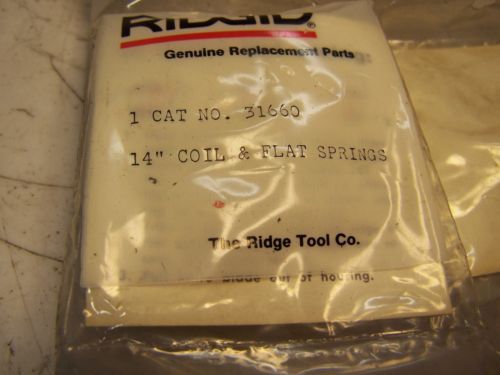 RIDGID®
Genuine Replacement Parts
1 CAT NO. 31660
14" COIL & FLAT SPRINGS
The Ridge Tool Co.
blade out of housing.